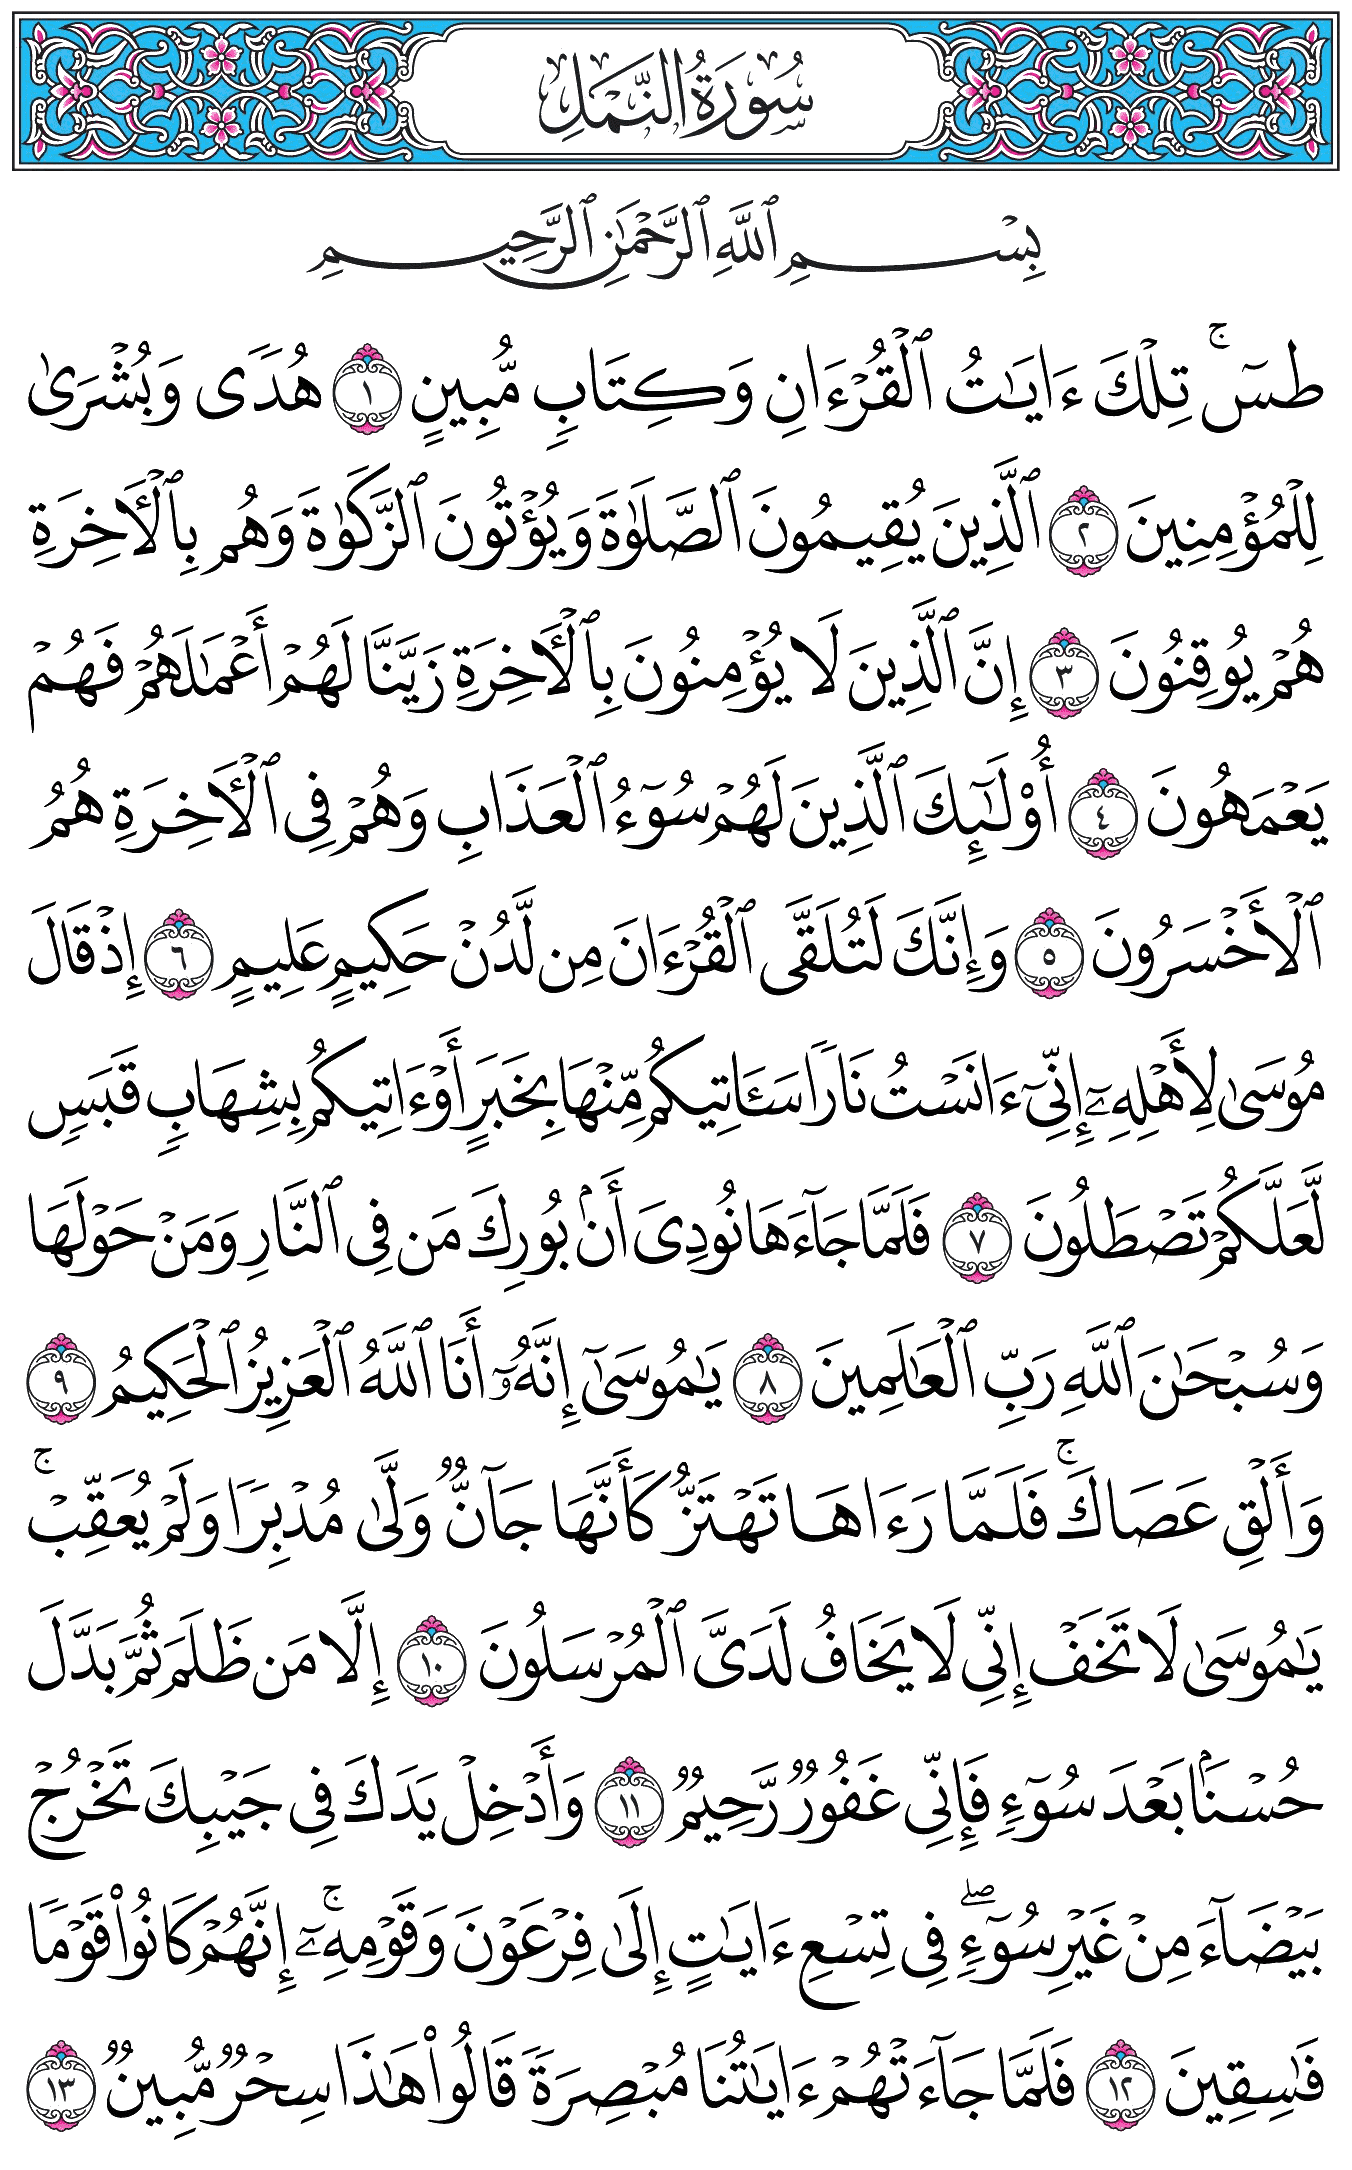 سُورَةُ النَّمۡلِ
بِسۡمِ ٱللَّهِ ٱلرَّحۡمَٰنِ ٱلرَّحِيمِ
طسٓۚ تِلۡكَ ءَايَٰتُ ٱلۡقُرۡءَانِ وَكِتَابٖ مُّبِينٍ ١ هُدٗى وَبُشۡرَىٰ
لِلۡمُؤۡمِنِينَ ٢ ٱلَّذِينَ يُقِيمُونَ ٱلصَّلَوٰةَ وَيُؤۡتُونَ ٱلزَّكَوٰةَ وَهُم بِٱلۡأٓخِرَةِ
هُمۡ يُوقِنُونَ ٣ إِنَّ ٱلَّذِينَ لَا يُؤۡمِنُونَ بِٱلۡأٓخِرَةِ زَيَّنَّا لَهُمۡ أَعۡمَٰلَهُمۡ فَهُمۡ
يَعۡمَهُونَ ٤ أُوْلَٰٓئِكَ ٱلَّذِينَ لَهُمۡ سُوٓءُ ٱلۡعَذَابِ وَهُمۡ فِي ٱلۡأٓخِرَةِ هُمُ
ٱلۡأَخۡسَرُونَ ٥ وَإِنَّكَ لَتُلَقَّى ٱلۡقُرۡءَانَ مِن لَّدُنۡ حَكِيمٍ عَلِيمٍ ٦ إِذۡ قَالَ
مُوسَىٰ لِأَهۡلِهِۦٓ إِنِّيٓ ءَانَسۡتُ نَارٗا سَـَٔاتِيكُم مِّنۡهَا بِخَبَرٍ أَوۡ ءَاتِيكُم بِشِهَابٖ قَبَسٖ
لَّعَلَّكُمۡ تَصۡطَلُونَ ٧ فَلَمَّا جَآءَهَا نُودِيَ أَنۢ بُورِكَ مَن فِي ٱلنَّارِ وَمَنۡ حَوۡلَهَا
وَسُبۡحَٰنَ ٱللَّهِ رَبِّ ٱلۡعَٰلَمِينَ ٨ يَٰمُوسَىٰٓ إِنَّهُۥٓ أَنَا ٱللَّهُ ٱلۡعَزِيزُ ٱلۡحَكِيمُ ٩
وَأَلۡقِ عَصَاكَۚ فَلَمَّا رَءَاهَا تَهۡتَزُّ كَأَنَّهَا جَآنّٞ وَلَّىٰ مُدۡبِرٗا وَلَمۡ يُعَقِّبۡۚ
يَٰمُوسَىٰ لَا تَخَفۡ إِنِّي لَا يَخَافُ لَدَيَّ ٱلۡمُرۡسَلُونَ ١٠ إِلَّا مَن ظَلَمَ ثُمَّ بَدَّلَ
حُسۡنَۢا بَعۡدَ سُوٓءٖ فَإِنِّي غَفُورٞ رَّحِيمٞ ١١ وَأَدۡخِلۡ يَدَكَ فِي جَيۡبِكَ تَخۡرُجۡ
بَيۡضَآءَ مِنۡ غَيۡرِ سُوٓءٖۖ فِي تِسۡعِ ءَايَٰتٍ إِلَىٰ فِرۡعَوۡنَ وَقَوۡمِهِۦٓۚ إِنَّهُمۡ كَانُواْ قَوۡمٗا
فَٰسِقِينَ ١٢ فَلَمَّا جَآءَتۡهُمۡ ءَايَٰتُنَا مُبۡصِرَةٗ قَالُواْ هَٰذَا سِحۡرٞ مُّبِينٞ ١٣